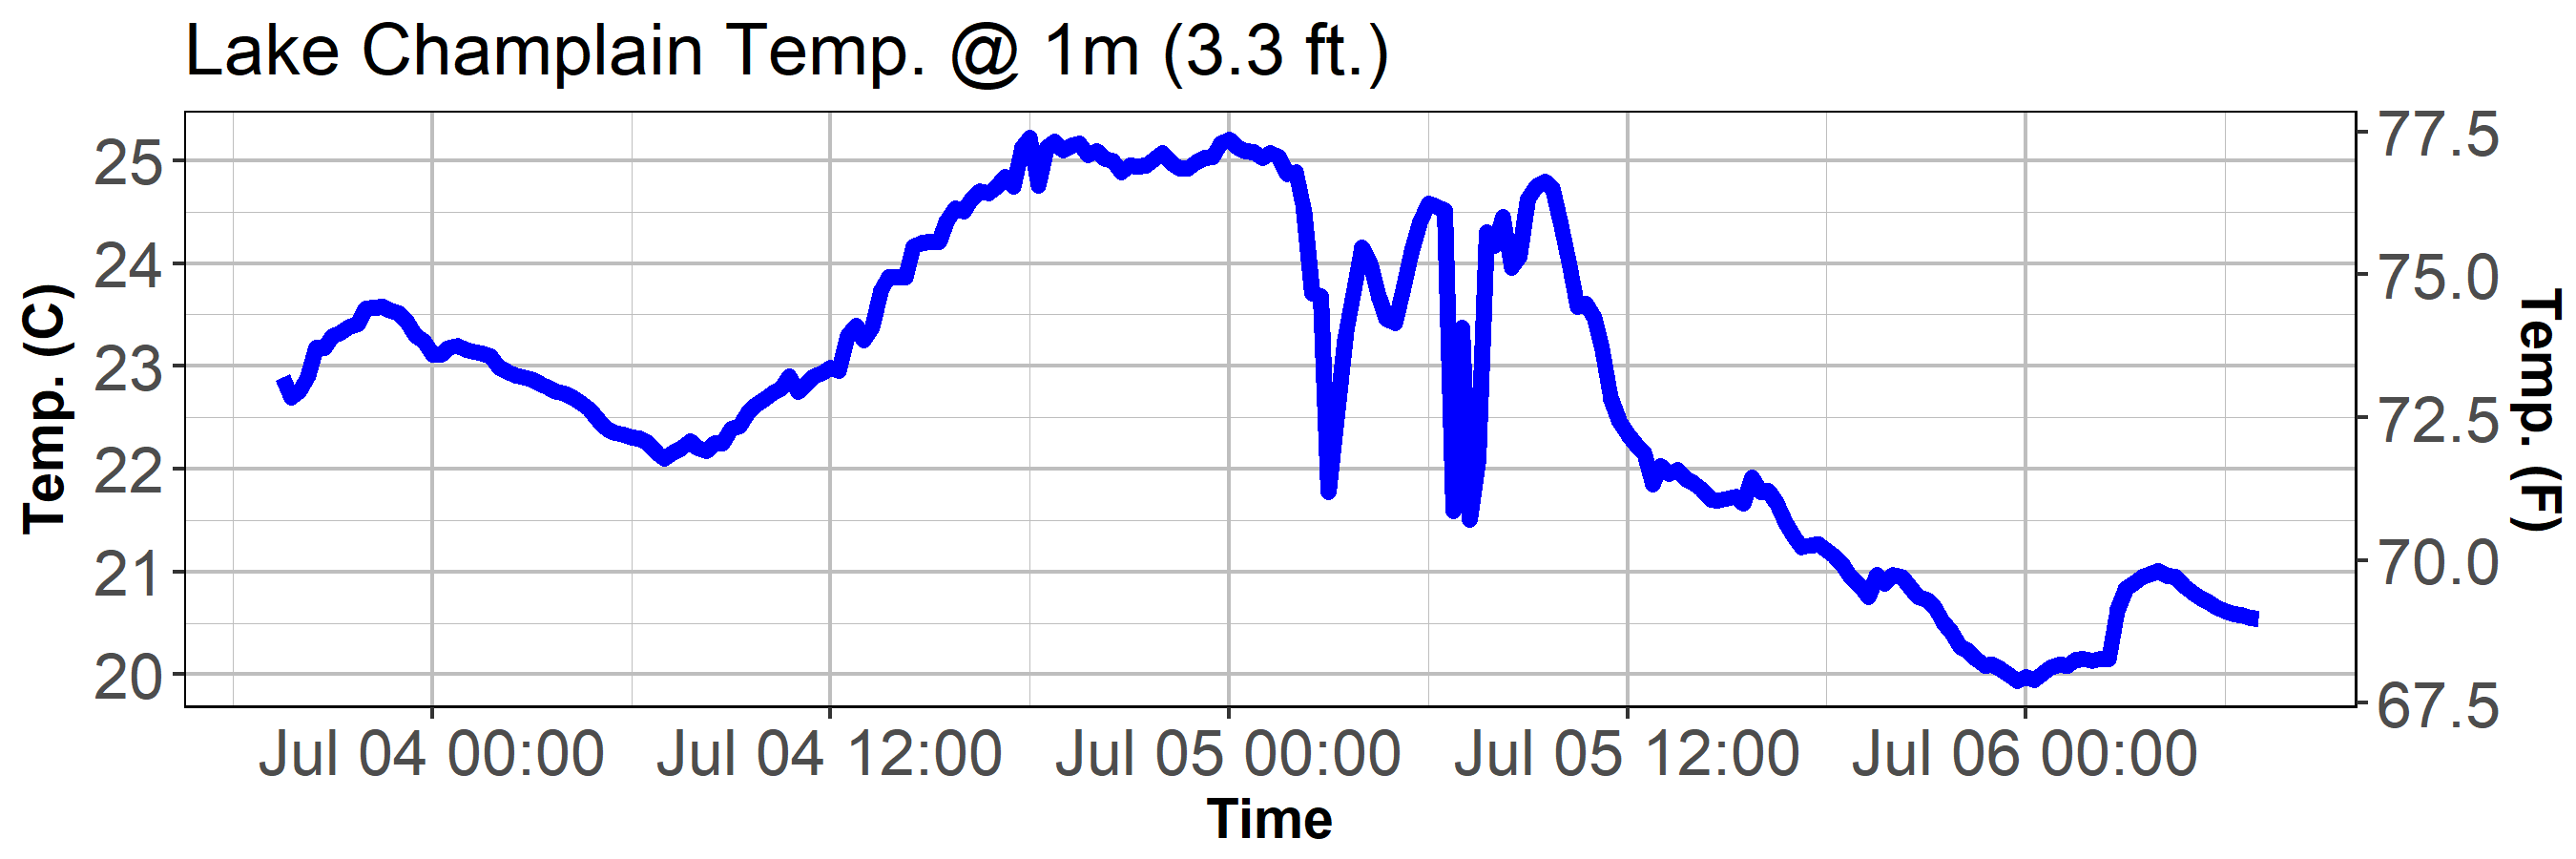 Lake Champlain Temp. @ 1m (3.3 ft.)
Temp. (C)
25
24
23
22
21
20
77.5
75.0
72.5
70.0
67.5
Temp. (F)
Jul 04 00:00
Jul 04 12:00
Jul 05 00:00
Jul 05 12:00
Jul 06 00:00
Time